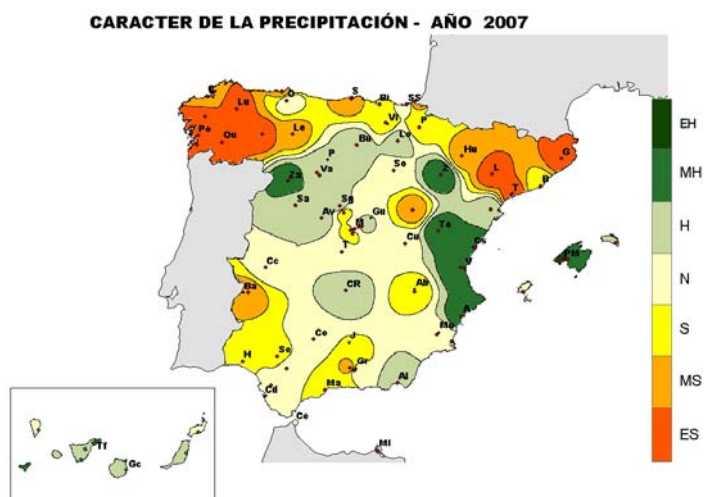 CARACTER DE LA PRECIPITACIÓN - AÑO 2007
S
Bi
SS
O
Lu
Vi
P
Po
Ou
Le
Bu
Lo
Hu
G
P
Va
Za
So
Z
L
B
T
Sa
Av
Sg
M
Gu
Te
Cs
T
Cu
PM
Cc
V
Ba
CR
Alb
A
Mu
Co
J
H
Se
Gr
Al
Cd
Ma
Ce
Ml
Tf
Gc
EH
MH
H
N
S
MS
ES